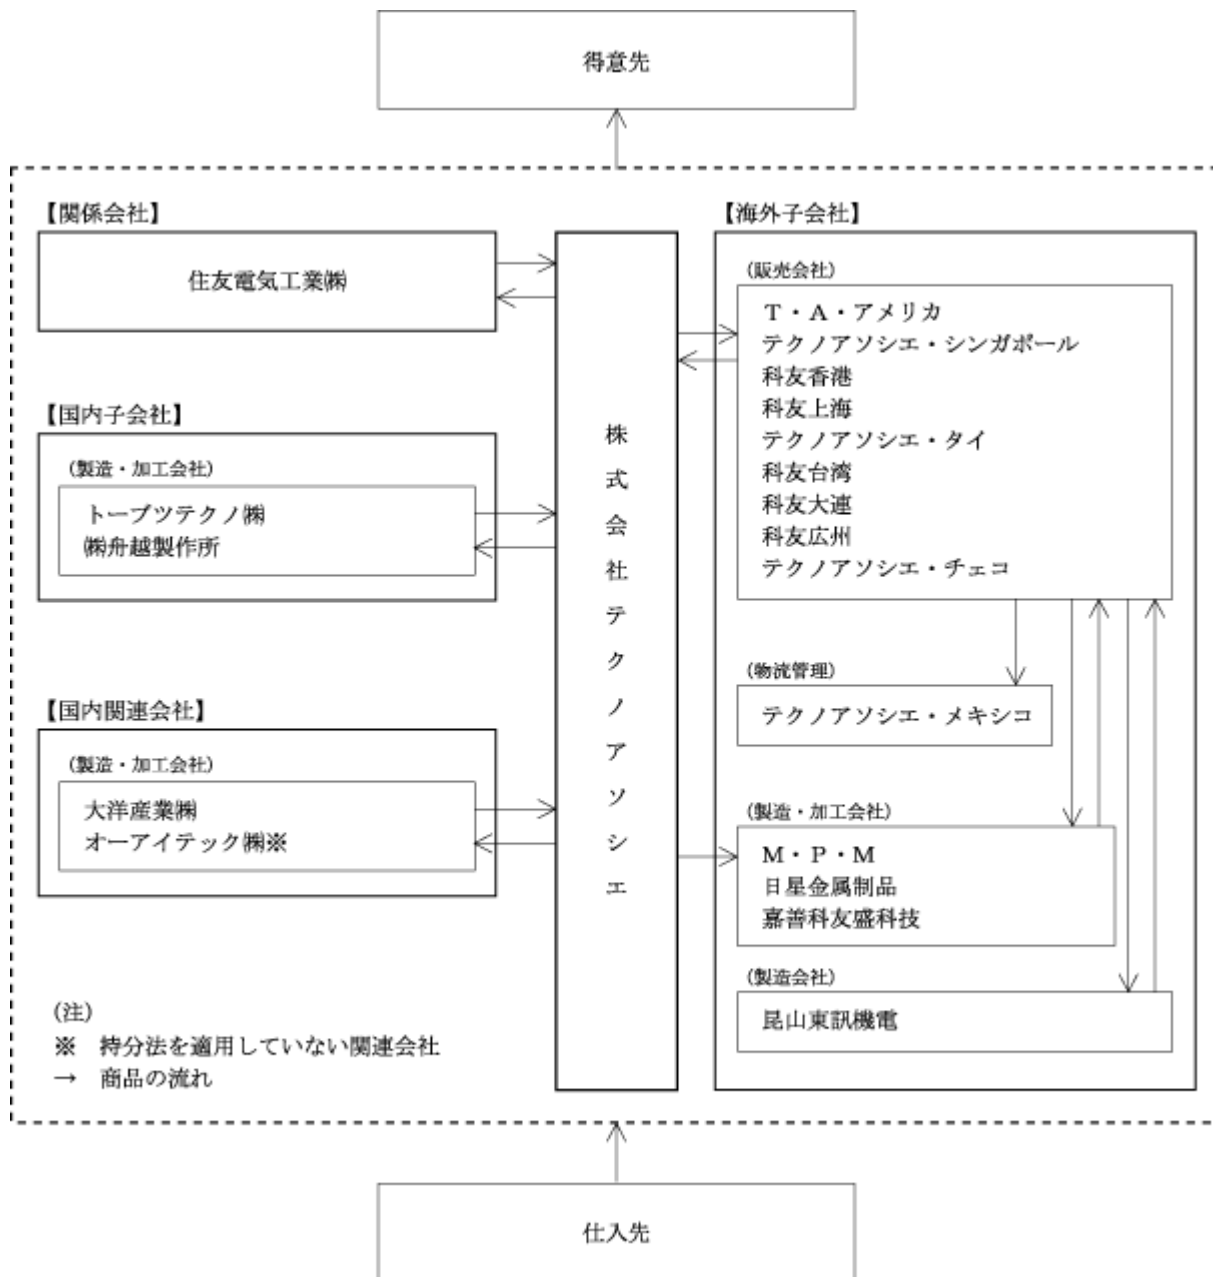 得意先
【関係会社】
住友電気工業㈱
【国内子会社】
(製造・加工会社)
トーブツテクノ㈱
㈱舟越製作所
【国内関連会社】
(製造・加工会社)
大洋産業㈱
オーアイテック㈱※
(注)
※ 持分法を適用していない関連会社
→ 商品の流れ
株式会社テクノアソシエ
【海外子会社】
(販売会社)
Ｔ・Ａ・アメリカ
テクノアソシエ・シンガポール
科友香港
科友上海
テクノアソシエ・タイ
科友台湾
科友大連
科友広州
テクノアソシエ・チェコ
(物流管理)
テクノアソシエ・メキシコ
(製造・加工会社)
Ｍ・Ｐ・Ｍ
日星金属制品
嘉善科友盛科技
(製造会社)
昆山東訊機電
仕入先